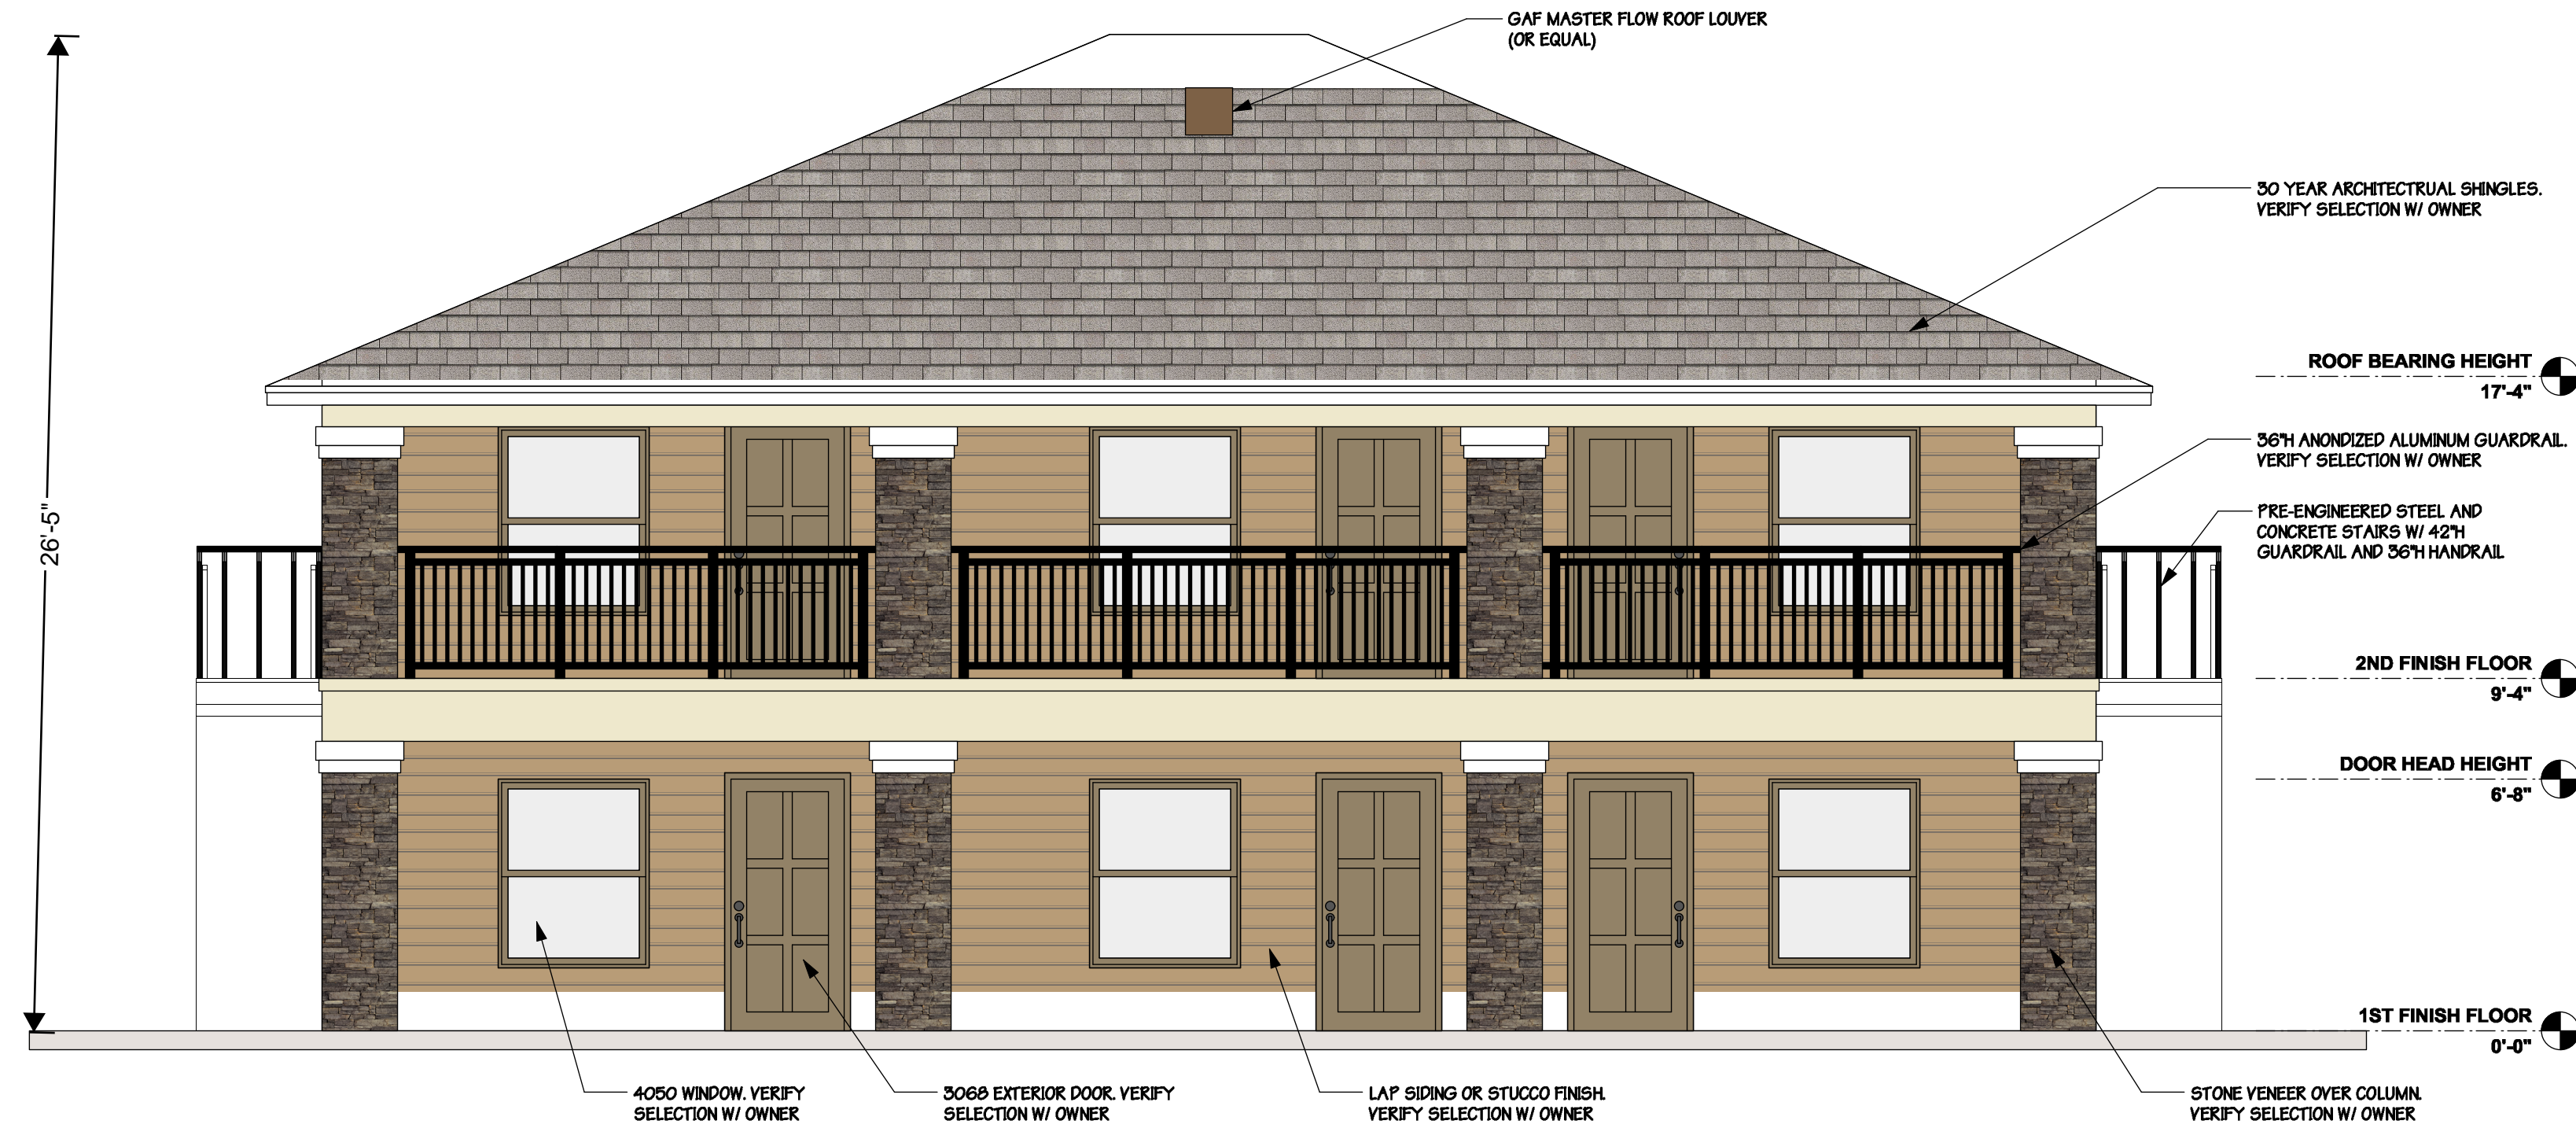 GAF MASTER FLOW ROOF LOUVER
(OR EQUAL)
30 YEAR ARCHITECTRUAL SHINGLES.
VERIFY SELECTION W/ OWNER
ROOF BEARING HEIGHT
17'-4"
36"H ANONDIZED ALUMINUM GUARDRAIL.
VERIFY SELECTION W/ OWNER
PRE-ENGINEERED STEEL AND
CONCRETE STAIRS W/ 42"H
GUARDRAIL AND 36"H HANDRAIL
26'-5"
2ND FINISH FLOOR
9'-4"
DOOR HEAD HEIGHT
6'-8"
1ST FINISH FLOOR
0'-0"
4050 WINDOW. VERIFY
SELECTION W/ OWNER
3068 EXTERIOR DOOR. VERIFY
SELECTION W/ OWNER
LAP SIDING OR STUCCO FINISH.
VERIFY SELECTION W/ OWNER
STONE VENEER OVER COLUMN.
VERIFY SELECTION W/ OWNER